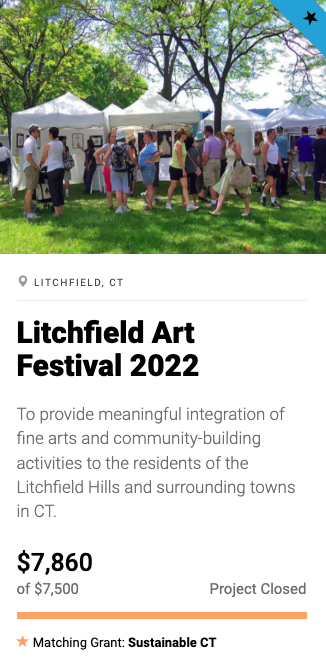 LITCHFIELD, CT
Litchfield Art
Festival 2022
To provide meaningful integration of
fine arts and community-building
activities to the residents of the
Litchfield Hills and surrounding towns
in CT.
$7,860
of $7,500
Project Closed
Matching Grant: Sustainable CT